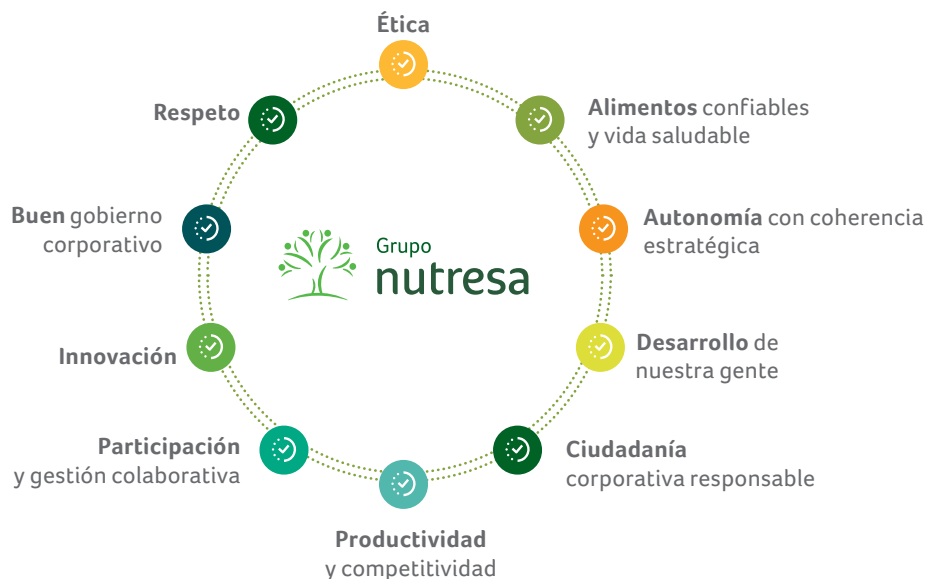 Ética
Alimentos confiables
y vida saludable
Autonomía con coherencia
estratégica
Desarrollo de
nuestra gente
Ciudadanía
corporativa responsable
Productividad
y competitividad
Participación
y gestión colaborativa
Innovación
Buen gobierno
corporativo
Respeto
Grupo
nutresa